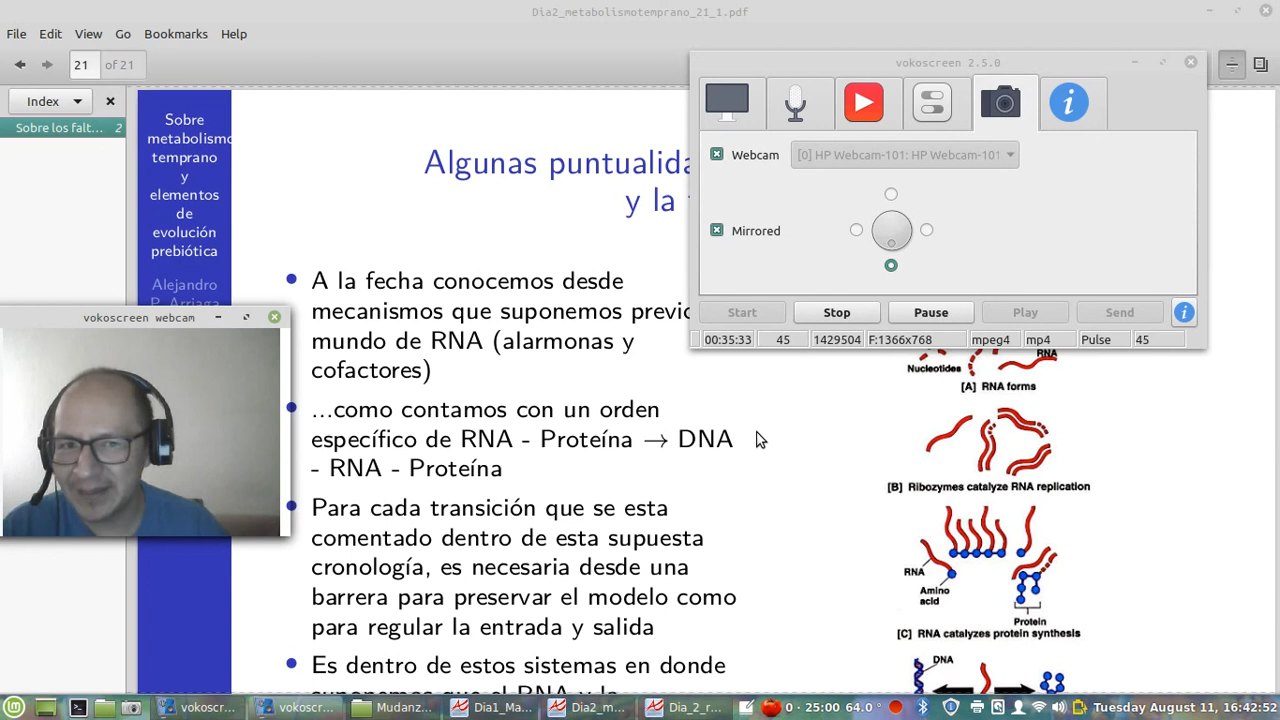 Dia2_metabolismotemprano_21_1.pdf
File Edit View Go Bookmarks Help
21 of 21
Index
Sobre los falt... 2
Sobre
metabolismo
temprano
y
elementos
de
evolución
prebiótica
Alejandro
Algunas
y la
A la fecha conocemos desde
mecanismos que suponemos
mundo de RNA (alarmonas y
cofactores)
...como contamos con un orden
específico de RNA - Proteína → DNA
- RNA - Proteína
Para cada transición que se esta
comentado dentro de esta supuesta
cronología, es necesaria desde una
barrera para preservar el modelo como
para regular la entrada y salida
Es dentro de estos sistemas en donde
vokoscreen 2.5.0
Webcam [0] HP Webcam-101: HP Webcam-101
Mirrored
Start Stop Pause Play Send
00:35:33 45 1429504 F:1366x768 mpeg4 mp4 Pulse 45
vokoscreen webcam
RNA
Nucleotides
[A] RNA forms
[B] Ribozymes catalyze RNA replication
RNA
Amino
acid
Protein
[C] RNA catalyzes protein synthesis
DNA
vokoscre... vokoscre... Mudanz... Dia1_Ma... Dia2_m... Dia_2_r... 0 · 25:00 64.0 ° Tuesday August 11, 16:42:52